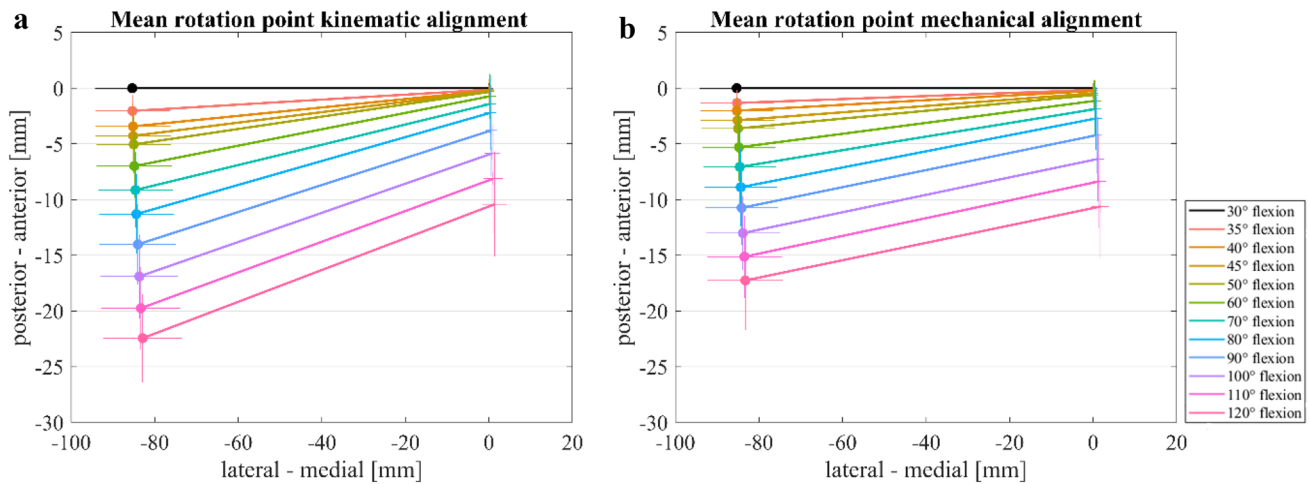 a
Mean rotation point kinematic alignment
5
0
-5
-10
-15
-20
-25
-30
posterior - anterior [mm]
-100 -80 -60 -40 -20 0 20
lateral - medial [mm]
b
Mean rotation point mechanical alignment
5
0
-5
-10
-15
-20
-25
-30
posterior - anterior [mm]
-100 -80 -60 -40 -20 0 20
lateral - medial [mm]
30° flexion
35° flexion
40° flexion
45° flexion
50° flexion
60° flexion
70° flexion
80° flexion
90° flexion
100° flexion
110° flexion
120° flexion